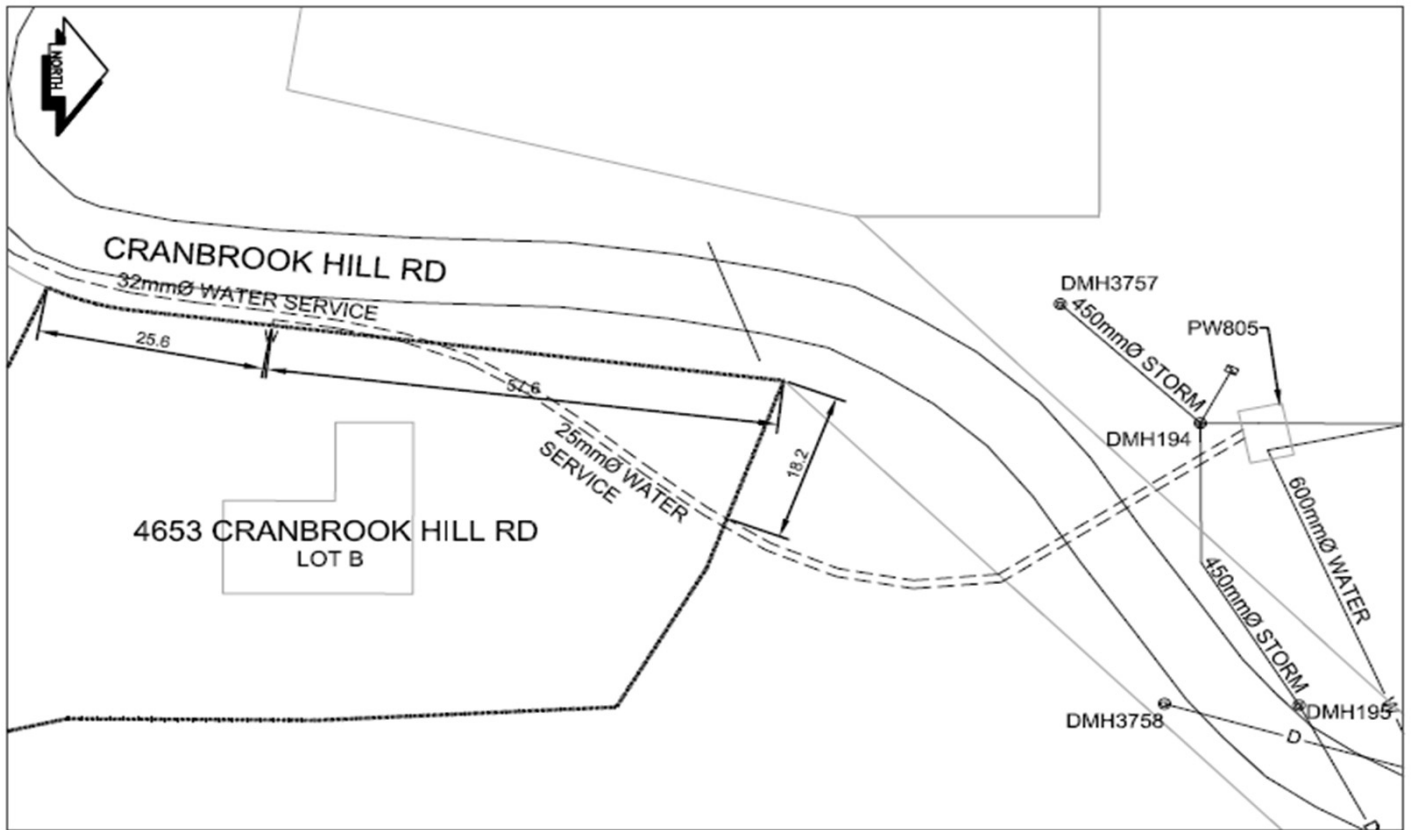 NORTH
CRANBROOK HILL RD
32mmØ WATER SERVICE
W
25.6
57.6
25mmØ WATER
SERVICE
18.2
4653 CRANBROOK HILL RD
LOT B
DMH3757
450mmØ STORM
PW805
DMH194
600mmØ WATER
450mmØ STORM
W
DMH195
DMH3758
D
D